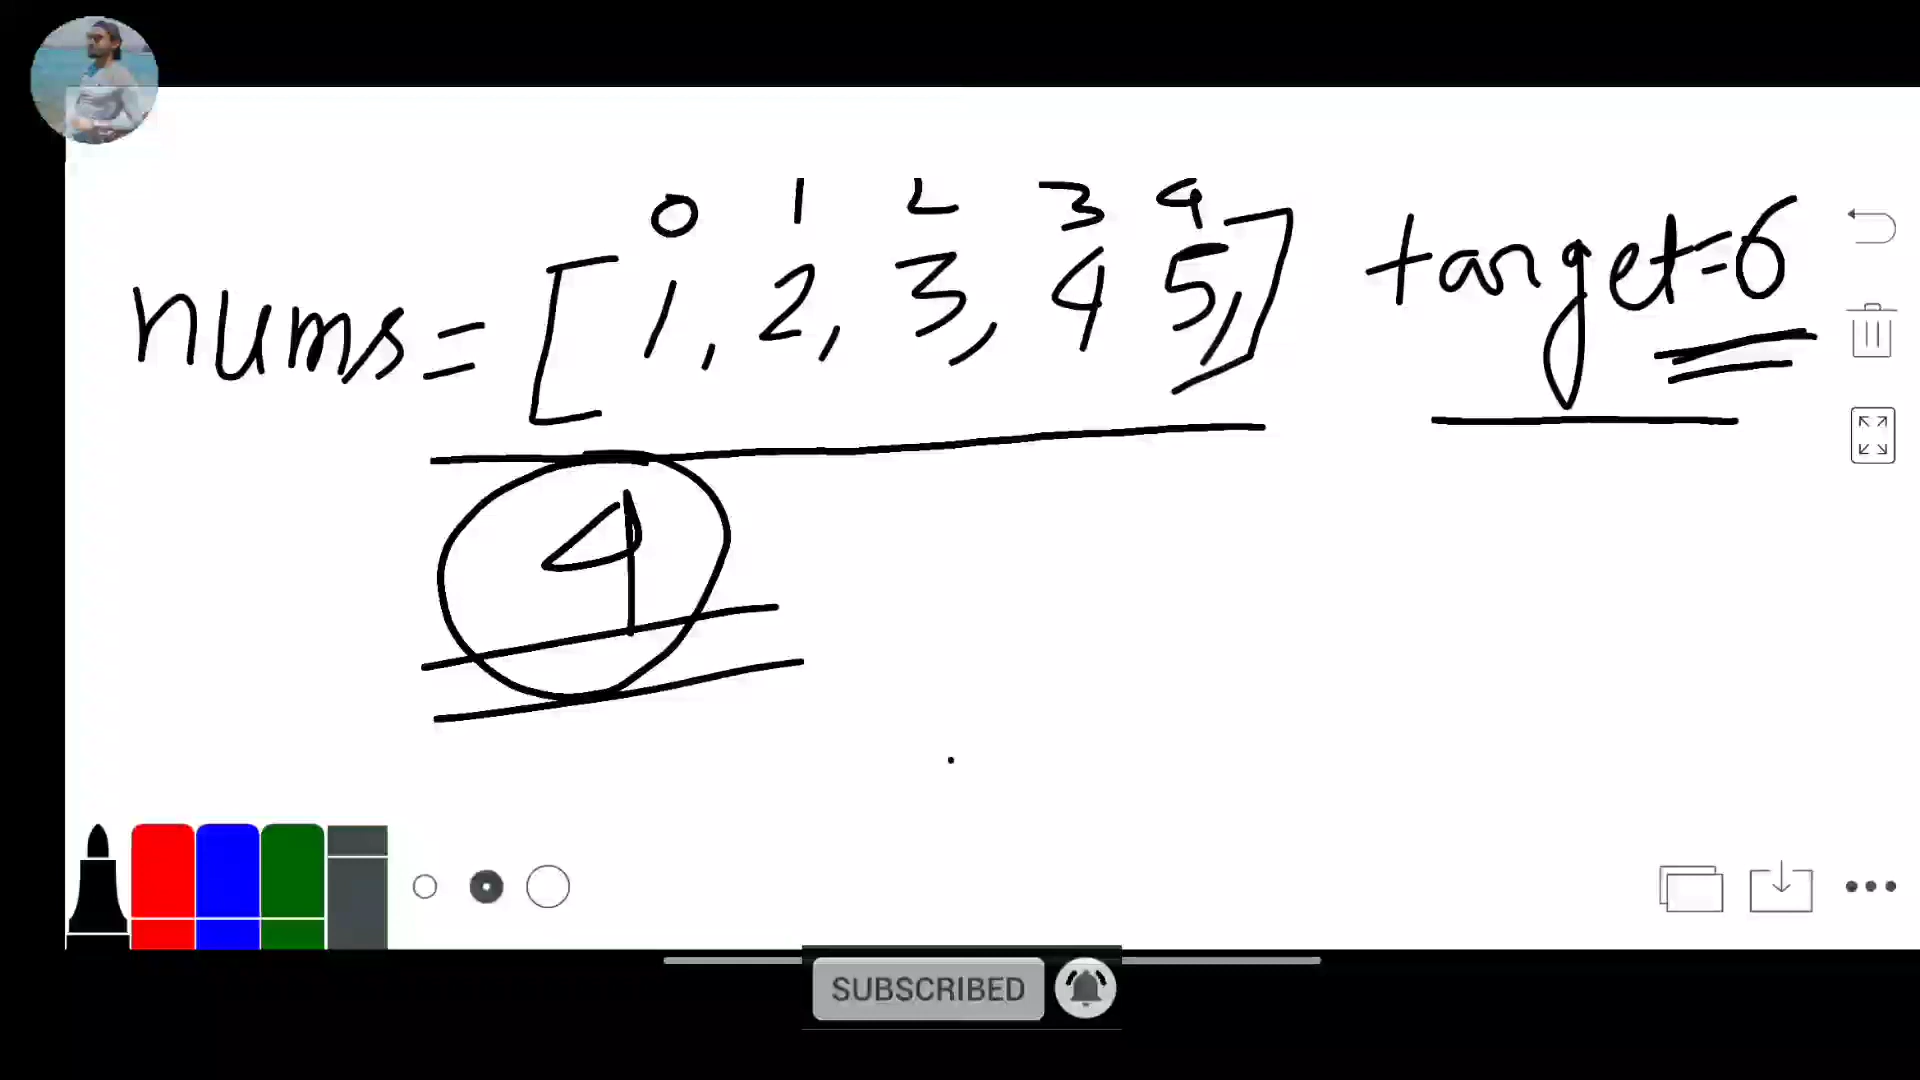 0 1 2 3 4
nums = [ 1, 2, 3, 4 5, ] target = 6
4
SUBSCRIBED